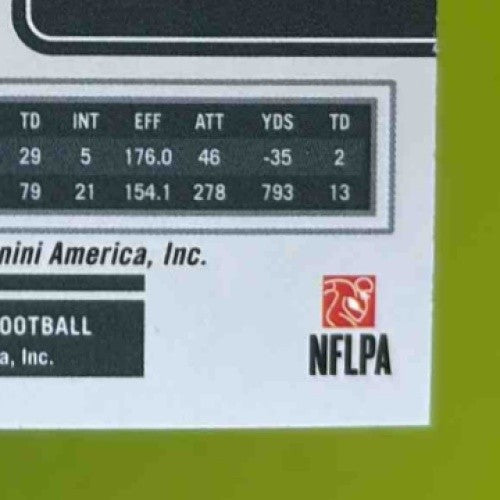 TD INT EFF ATT YDS TD
29 5 176.0 46 -35 2
79 21 154.1 278 793 13
nini America, Inc.
OOTBALL
a, Inc.
NFLPA